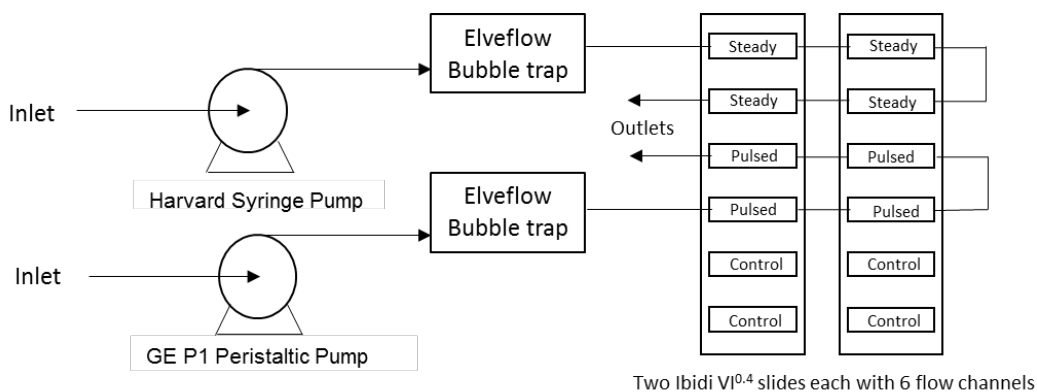 Inlet
Harvard Syringe Pump
Elveflow
Bubble trap
Inlet
GE P1 Peristaltic Pump
Elveflow
Bubble trap
Outlets
Steady
Steady
Steady
Steady
Pulsed
Pulsed
Pulsed
Pulsed
Control
Control
Control
Control
Two Ibidi VI0.4 slides each with 6 flow channels